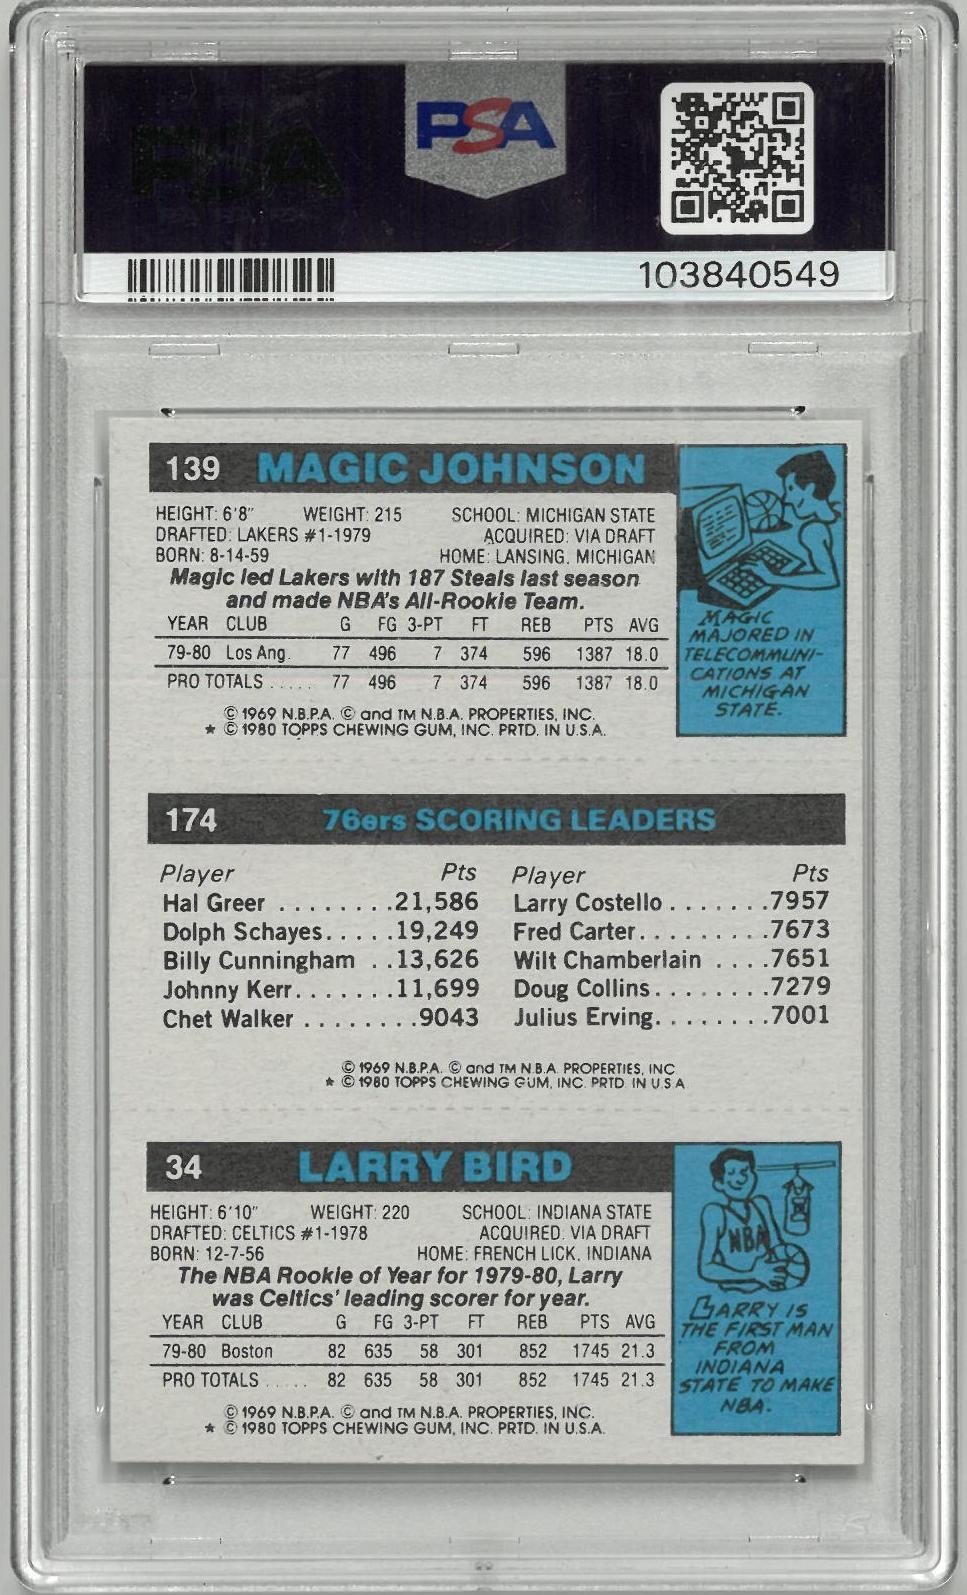 PSA
PSA
103840549
139 MAGIC JOHNSON
HEIGHT: 6'8" WEIGHT: 215 SCHOOL: MICHIGAN STATE
DRAFTED: LAKERS #1-1979 ACQUIRED: VIA DRAFT
BORN: 8-14-59 HOME: LANSING, MICHIGAN
Magic led Lakers with 187 Steals last season
and made NBA's All-Rookie Team.
YEAR CLUB G FG 3-PT FT REB PTS AVG
79-80 Los Ang. 77 496 7 374 596 1387 18.0
PRO TOTALS ..... 77 496 7 374 596 1387 18.0
© 1969 N.B.P.A. © and TM N.B.A. PROPERTIES, INC.
* © 1980 TOPPS CHEWING GUM, INC. PRTD. IN U.S.A.
MAGIC
MAJORED IN
TELECOMMUNI-
CATIONS AT
MICHIGAN
STATE.
174 76ers SCORING LEADERS
Player Pts Player Pts
Hal Greer ........21,586 Larry Costello.......7957
Dolph Schayes.....19,249 Fred Carter.........7673
Billy Cunningham ..13,626 Wilt Chamberlain ....7651
Johnny Kerr.......11,699 Doug Collins........7279
Chet Walker ........9043 Julius Erving........7001
© 1969 N.B.P.A. © and TM N.B.A. PROPERTIES, INC
* © 1980 TOPPS CHEWING GUM, INC. PRTD. IN U.S.A
34 LARRY BIRD
HEIGHT: 6'10" WEIGHT: 220 SCHOOL: INDIANA STATE
DRAFTED: CELTICS #1-1978 ACQUIRED: VIA DRAFT
BORN: 12-7-56 HOME: FRENCH LICK, INDIANA
The NBA Rookie of Year for 1979-80, Larry
was Celtics' leading scorer for year.
YEAR CLUB G FG 3-PT FT REB PTS AVG
79-80 Boston 82 635 58 301 852 1745 21.3
PRO TOTALS ..... 82 635 58 301 852 1745 21.3
© 1969 N.B.P.A. © and TM N.B.A. PROPERTIES, INC.
* © 1980 TOPPS CHEWING GUM, INC. PRTD. IN U.S.A.
NBA
LARRY IS
THE FIRST MAN
FROM
INDIANA
STATE TO MAKE
NBA.